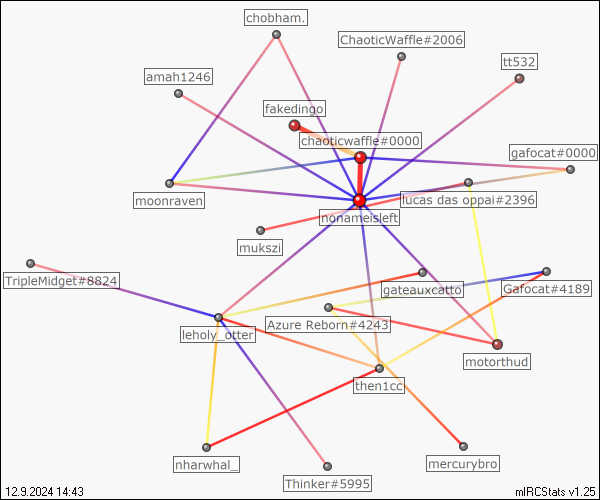 chobham.
ChaoticWaffle#2006
tt532
amah1246
fakedingo
chaoticwaffle#0000
gafocat#0000
moonraven
lucas das oppai#2396
nonameisleft
mukszi
TripleMidget#8824
gateauxcatto
Gafocat#4189
Azure Reborn#4243
leholy_otter
motorthud
then1cc
nharwhal_
mercurybro
Thinker#5995
12.9.2024 14:43
mIRCStats v1.25